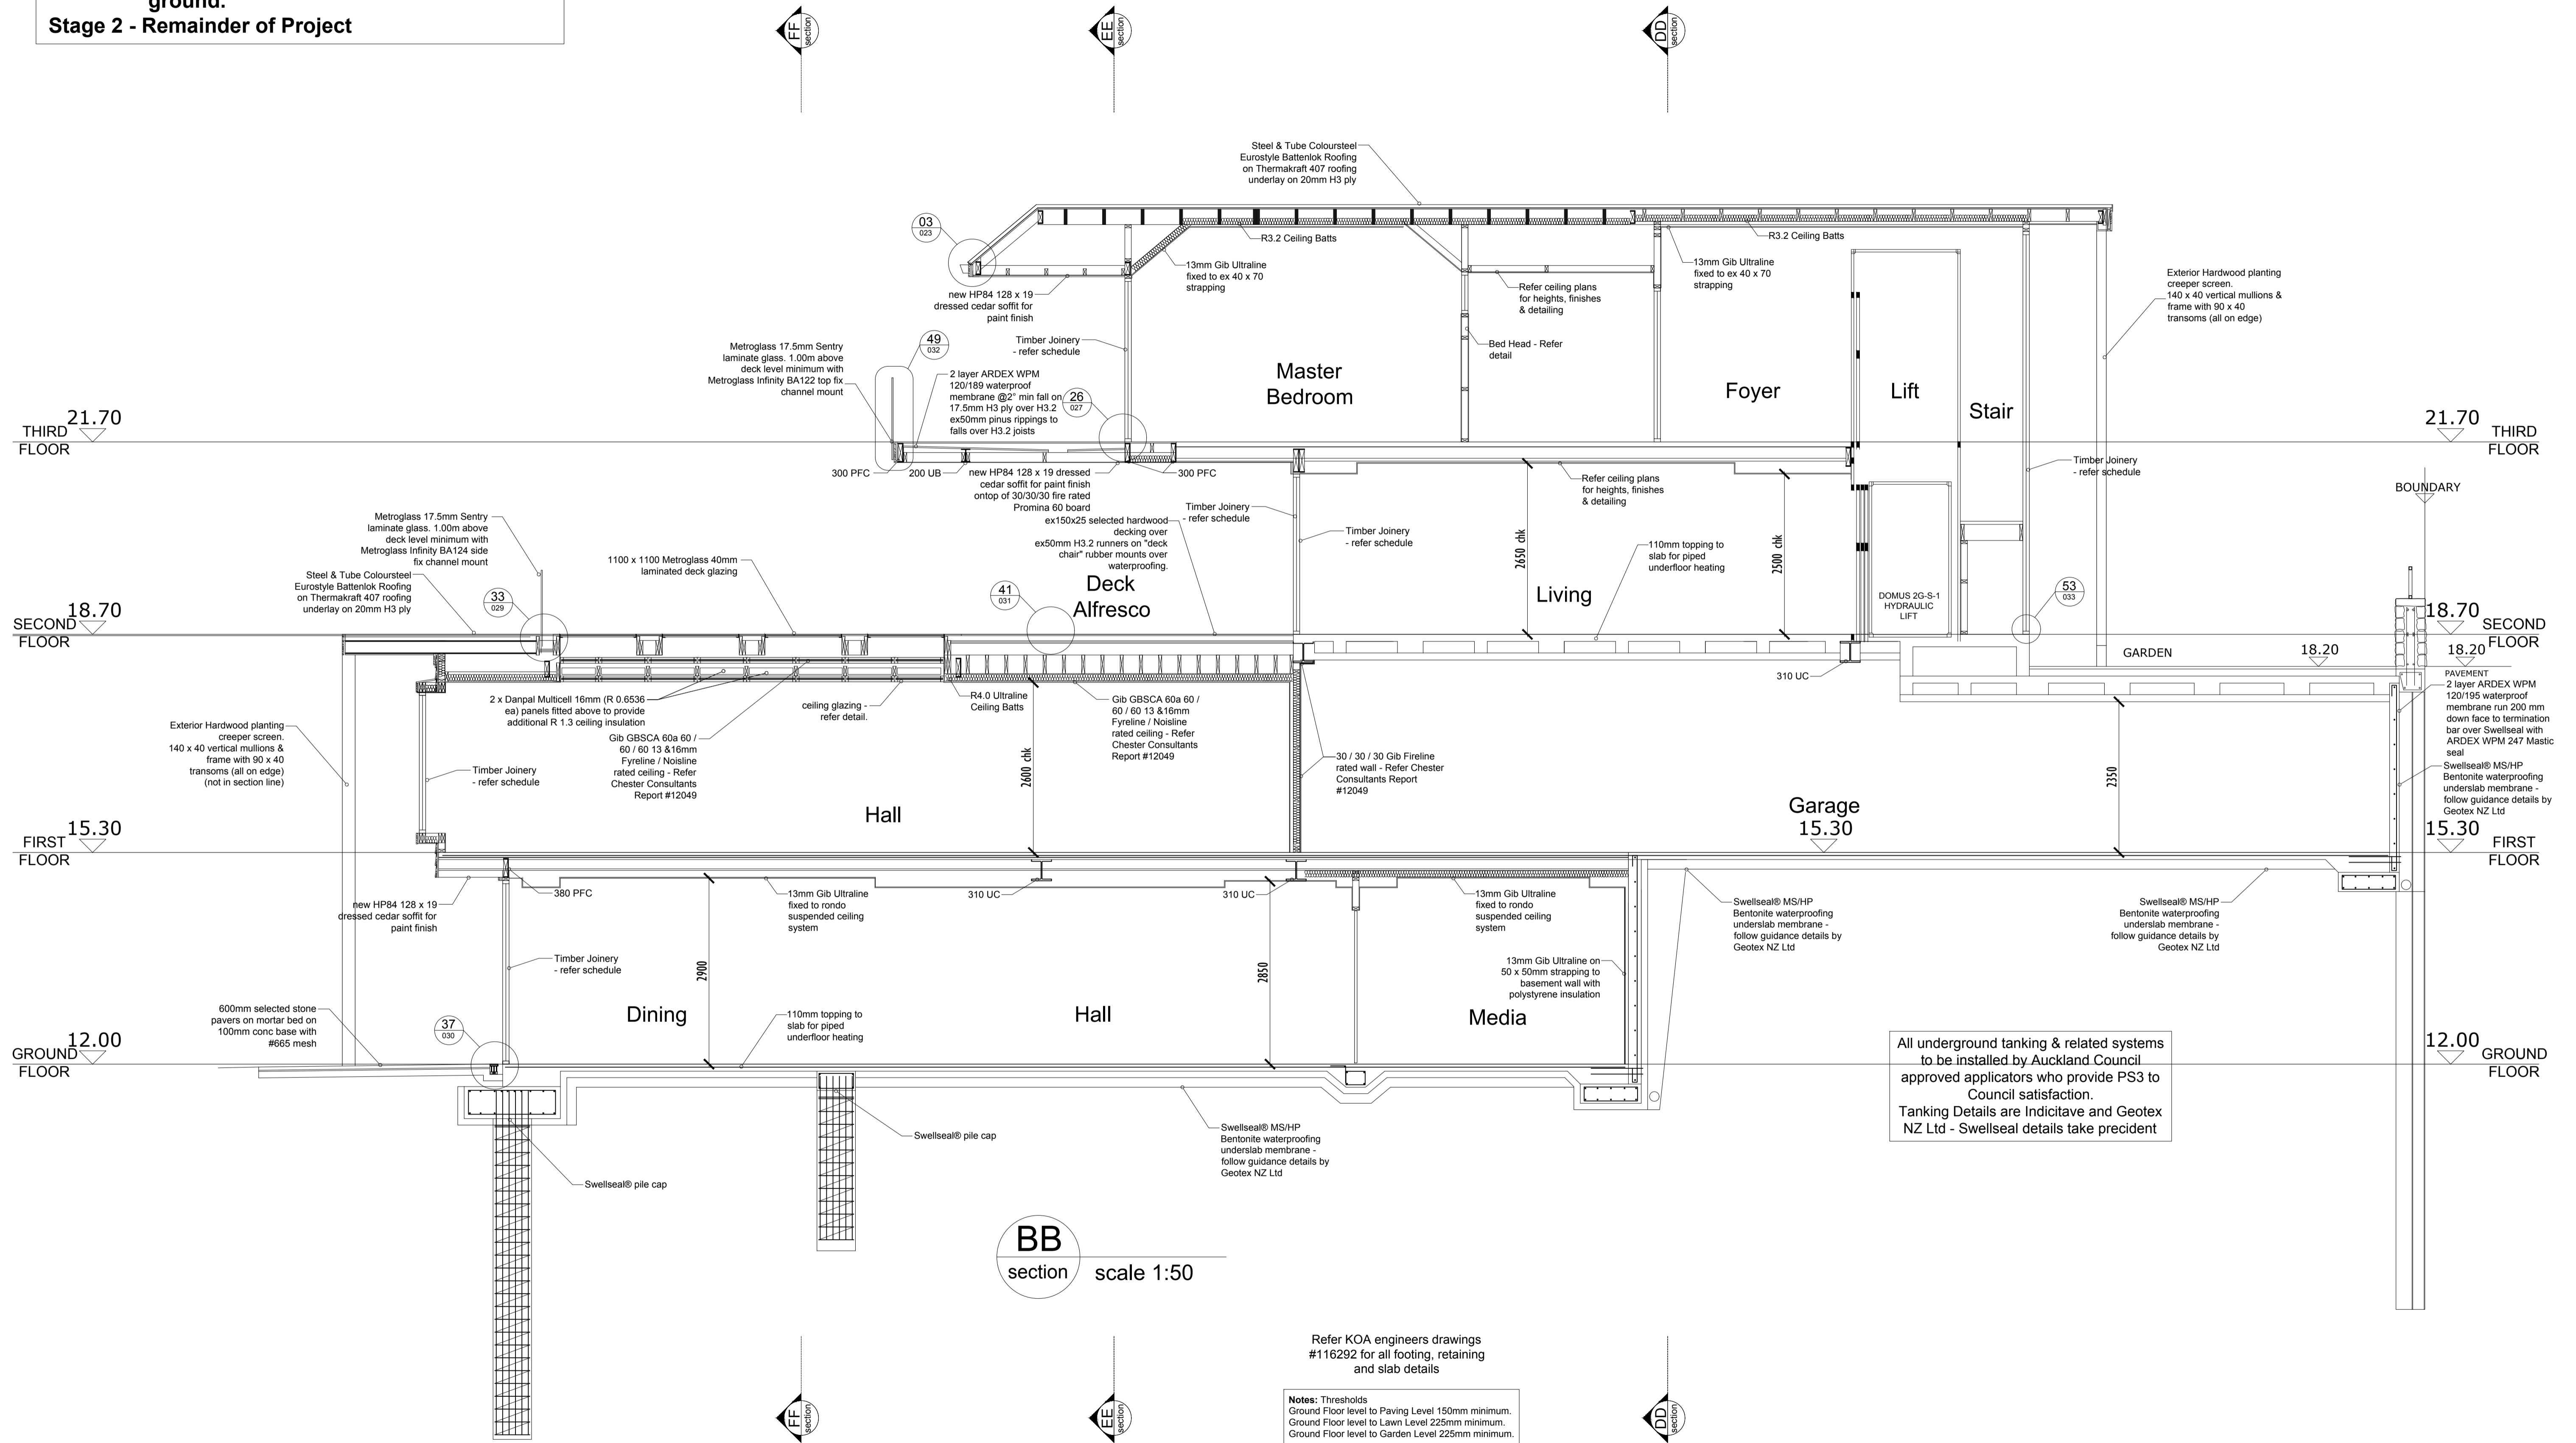 ground.
Stage 2 - Remainder of Project
FF
section
EE
section
DD
section
Steel & Tube Coloursteel
Eurostyle Battenlok Roofing
on Thermakraft 407 roofing
underlay on 20mm H3 ply
03
023
R3.2 Ceiling Batts
R3.2 Ceiling Batts
13mm Gib Ultraline
fixed to ex 40 x 70
strapping
13mm Gib Ultraline
fixed to ex 40 x 70
strapping
new HP84 128 x 19
dressed cedar soffit for
paint finish
Refer ceiling plans
for heights, finishes
& detailing
Exterior Hardwood planting
creeper screen.
140 x 40 vertical mullions &
frame with 90 x 40
transoms (all on edge)
49
032
Timber Joinery
- refer schedule
Bed Head - Refer
detail
Metroglass 17.5mm Sentry
laminate glass. 1.00m above
deck level minimum with
Metroglass Infinity BA122 top fix
channel mount
2 layer ARDEX WPM
120/189 waterproof
membrane @2° min fall on
17.5mm H3 ply over H3.2
ex50mm pinus rippings to
falls over H3.2 joists
26
027
Master
Bedroom
Foyer
Lift
Stair
21.70
THIRD
FLOOR
21.70
THIRD
FLOOR
300 PFC
200 UB
new HP84 128 x 19 dressed
cedar soffit for paint finish
ontop of 30/30/30 fire rated
Promina 60 board
300 PFC
Refer ceiling plans
for heights, finishes
& detailing
Timber Joinery
- refer schedule
BOUNDARY
Metroglass 17.5mm Sentry
laminate glass. 1.00m above
deck level minimum with
Metroglass Infinity BA124 side
fix channel mount
Timber Joinery
- refer schedule
ex150x25 selected hardwood
decking over
ex50mm H3.2 runners on "deck
chair" rubber mounts over
waterproofing.
Timber Joinery
- refer schedule
2650 chk
110mm topping to
slab for piped
underfloor heating
2500 chk
1100 x 1100 Metroglass 40mm
laminated deck glazing
Steel & Tube Coloursteel
Eurostyle Battenlok Roofing
on Thermakraft 407 roofing
underlay on 20mm H3 ply
33
029
41
031
Deck
Alfresco
Living
DOMUS 2G-S-1
HYDRAULIC
LIFT
53
033
18.70
SECOND
FLOOR
18.70
SECOND
FLOOR
GARDEN
18.20
18.20
PAVEMENT
310 UC
2 layer ARDEX WPM
120/195 waterproof
membrane run 200 mm
down face to termination
bar over Swellseal with
ARDEX WPM 247 Mastic
seal
2 x Danpal Multicell 16mm (R 0.6536
ea) panels fitted above to provide
additional R 1.3 ceiling insulation
ceiling glazing -
refer detail.
R4.0 Ultraline
Ceiling Batts
Gib GBSCA 60a 60 /
60 / 60 13 &16mm
Fyreline / Noisline
rated ceiling - Refer
Chester Consultants
Report #12049
Exterior Hardwood planting
creeper screen.
140 x 40 vertical mullions &
frame with 90 x 40
transoms (all on edge)
(not in section line)
Gib GBSCA 60a 60 /
60 / 60 13 &16mm
Fyreline / Noisline
rated ceiling - Refer
Chester Consultants
Report #12049
Timber Joinery
- refer schedule
2600 chk
30 / 30 / 30 Gib Fireline
rated wall - Refer Chester
Consultants Report
#12049
2350
Swellseal® MS/HP
Bentonite waterproofing
underslab membrane -
follow guidance details by
Geotex NZ Ltd
Hall
Garage
15.30
15.30
FIRST
FLOOR
15.30
FIRST
FLOOR
380 PFC
13mm Gib Ultraline
fixed to rondo
suspended ceiling
system
310 UC
310 UC
13mm Gib Ultraline
fixed to rondo
suspended ceiling
system
new HP84 128 x 19
dressed cedar soffit for
paint finish
Swellseal® MS/HP
Bentonite waterproofing
underslab membrane -
follow guidance details by
Geotex NZ Ltd
Swellseal® MS/HP
Bentonite waterproofing
underslab membrane -
follow guidance details by
Geotex NZ Ltd
Timber Joinery
- refer schedule
2900
2850
13mm Gib Ultraline on
50 x 50mm strapping to
basement wall with
polystyrene insulation
600mm selected stone
pavers on mortar bed on
100mm conc base with
#665 mesh
37
030
Dining
110mm topping to
slab for piped
underfloor heating
Hall
Media
12.00
GROUND
FLOOR
12.00
GROUND
FLOOR
All underground tanking & related systems
to be installed by Auckland Council
approved applicators who provide PS3 to
Council satisfaction.
Tanking Details are Indicitave and Geotex
NZ Ltd - Swellseal details take precident
Swellseal® pile cap
Swellseal® MS/HP
Bentonite waterproofing
underslab membrane -
follow guidance details by
Geotex NZ Ltd
Swellseal® pile cap
BB
section
scale 1:50
Refer KOA engineers drawings
#116292 for all footing, retaining
and slab details
Notes: Thresholds
Ground Floor level to Paving Level 150mm minimum.
Ground Floor level to Lawn Level 225mm minimum.
Ground Floor level to Garden Level 225mm minimum.
FF
section
EE
section
DD
section